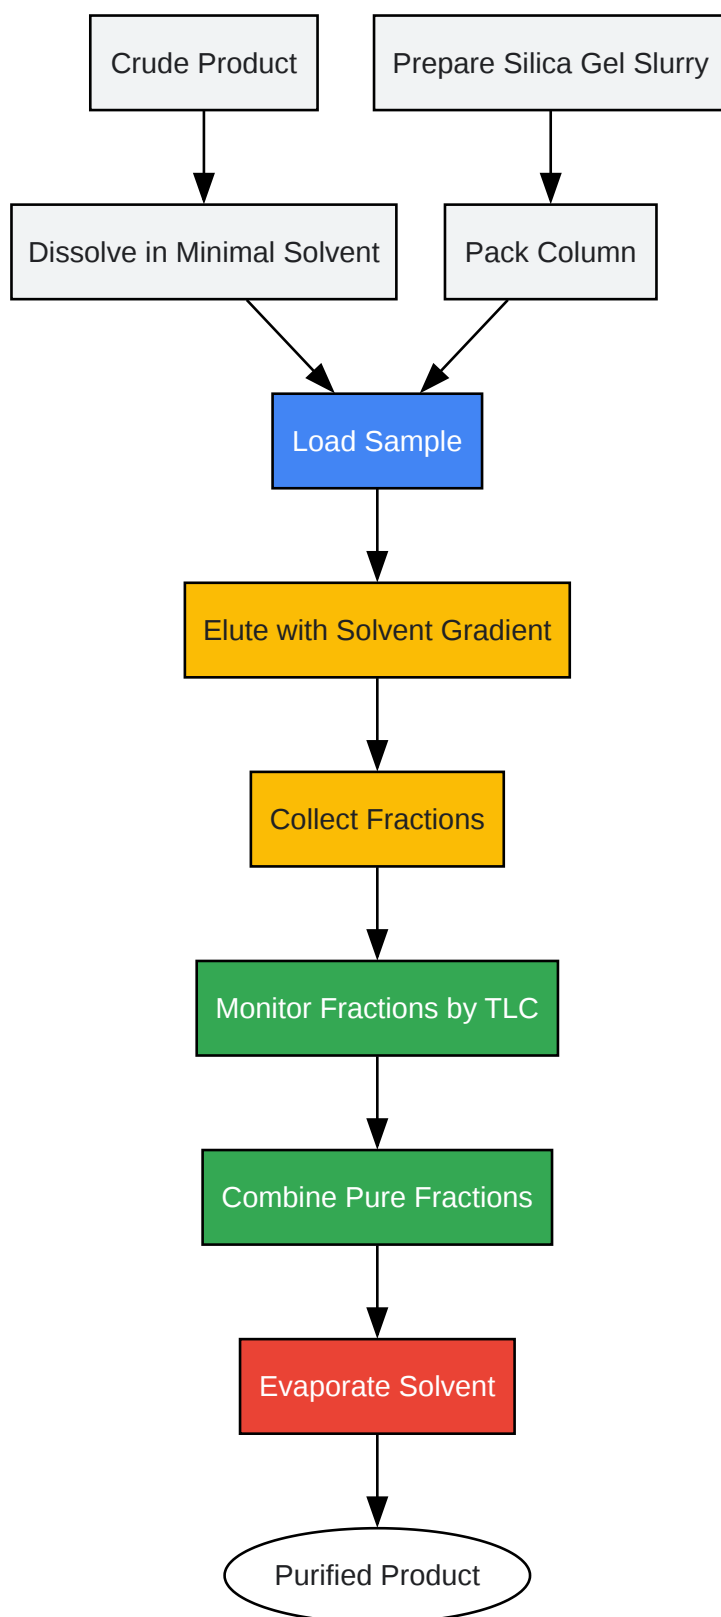 Crude Product
Prepare Silica Gel Slurry
Dissolve in Minimal Solvent
Pack Column
Load Sample
Elute with Solvent Gradient
Collect Fractions
Monitor Fractions by TLC
Combine Pure Fractions
Evaporate Solvent
Purified Product